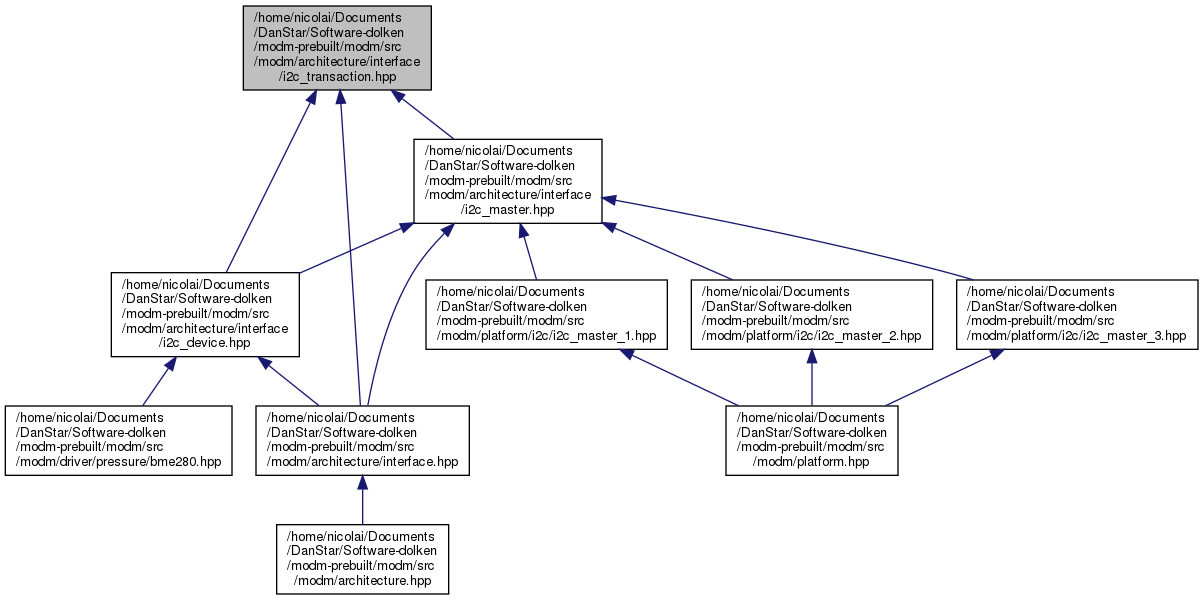 /home/nicolai/Documents
/DanStar/Software-dolken
/modm-prebuilt/modm/src
/modm/architecture/interface
/i2c_transaction.hpp
/home/nicolai/Documents
/DanStar/Software-dolken
/modm-prebuilt/modm/src
/modm/architecture/interface
/i2c_master.hpp
/home/nicolai/Documents
/DanStar/Software-dolken
/modm-prebuilt/modm/src
/modm/architecture/interface
/i2c_device.hpp
/home/nicolai/Documents
/DanStar/Software-dolken
/modm-prebuilt/modm/src
/modm/platform/i2c/i2c_master_1.hpp
/home/nicolai/Documents
/DanStar/Software-dolken
/modm-prebuilt/modm/src
/modm/platform/i2c/i2c_master_2.hpp
/home/nicolai/Documents
/DanStar/Software-dolken
/modm-prebuilt/modm/src
/modm/platform/i2c/i2c_master_3.hpp
/home/nicolai/Documents
/DanStar/Software-dolken
/modm-prebuilt/modm/src
/modm/driver/pressure/bme280.hpp
/home/nicolai/Documents
/DanStar/Software-dolken
/modm-prebuilt/modm/src
/modm/architecture/interface.hpp
/home/nicolai/Documents
/DanStar/Software-dolken
/modm-prebuilt/modm/src
/modm/platform.hpp
/home/nicolai/Documents
/DanStar/Software-dolken
/modm-prebuilt/modm/src
/modm/architecture.hpp